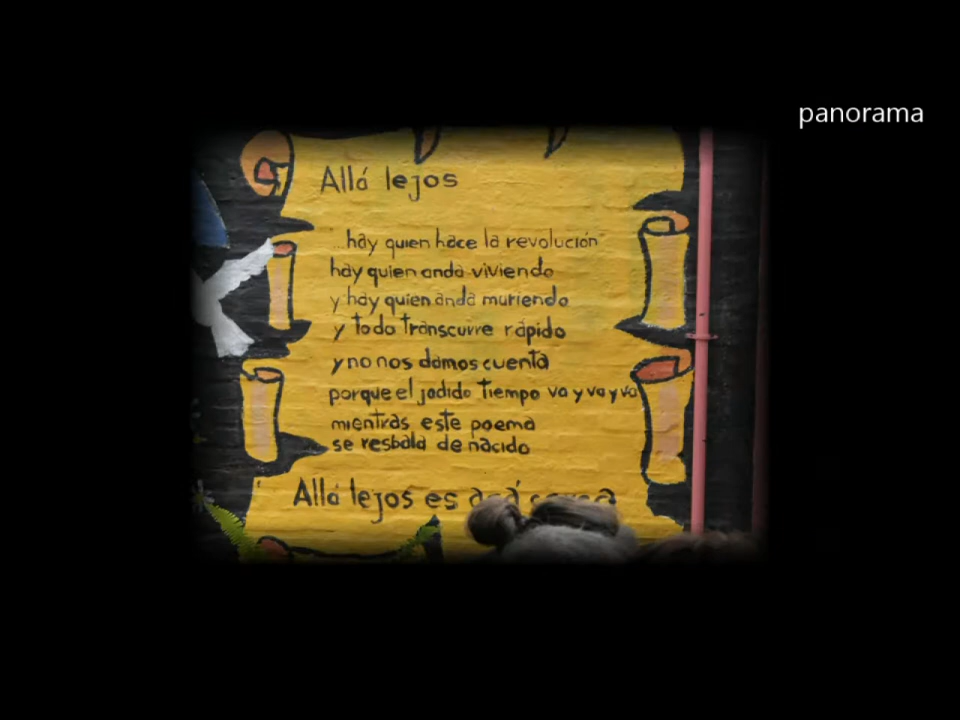 panorama
Allá lejos
...hay quien hace la revolución
hay quien anda viviendo
y hay quien anda muriendo
y todo transcurre rápido
y no nos damos cuenta
porque el jodido tiempo va y va y va
mientras este poema
se resbala de nacido
Allá lejos es acá cerca